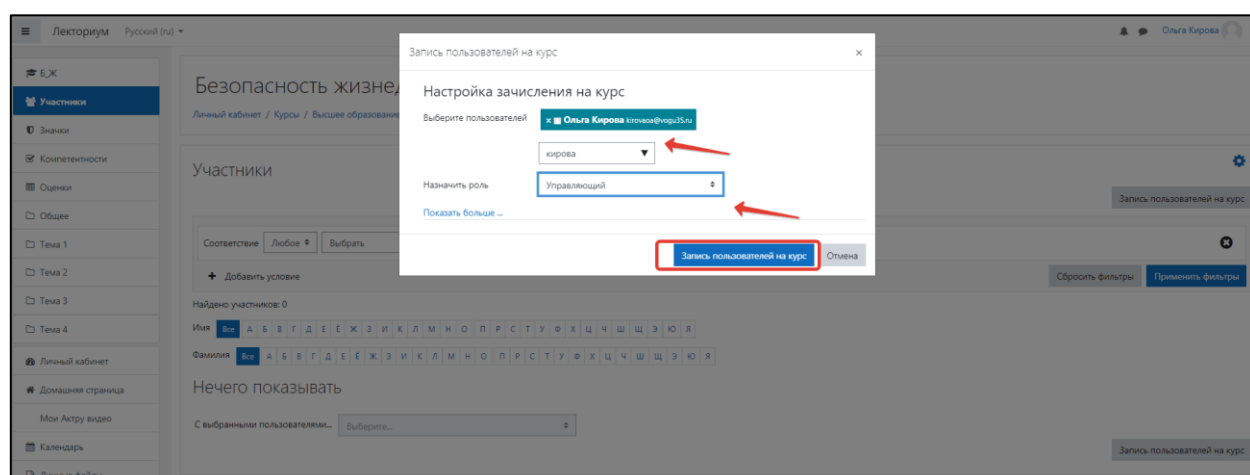 Лекториум Русский (ru)
Ольга Кирова
Б_Ж
Участники
Значки
Компетентности
Оценки
Общее
Тема 1
Тема 2
Тема 3
Тема 4
Личный кабинет
Домашняя страница
Мои Актру видео
Календарь
Безопасность жизне
Личный кабинет / Курсы / Высшее образование
Участники
Запись пользователей на курс
Запись пользователей на курс ×
Настройка зачисления на курс
Выберите пользователей × Ольга Кирова kirovaoa@vogu35.ru
кирова ▼
Назначить роль Управляющий
Показать больше ...
Запись пользователей на курс Отмена
Соответствие Любое Выбрать
+ Добавить условие
Сбросить фильтры Применить фильтры
Найдено участников: 0
Имя Все А Б В Г Д Е Ё Ж З И К Л М Н О П Р С Т У Ф Х Ц Ч Ш Щ Э Ю Я
Фамилия Все А Б В Г Д Е Ё Ж З И К Л М Н О П Р С Т У Ф Х Ц Ч Ш Щ Э Ю Я
Нечего показывать
С выбранными пользователями... Выберите...
Запись пользователей на курс